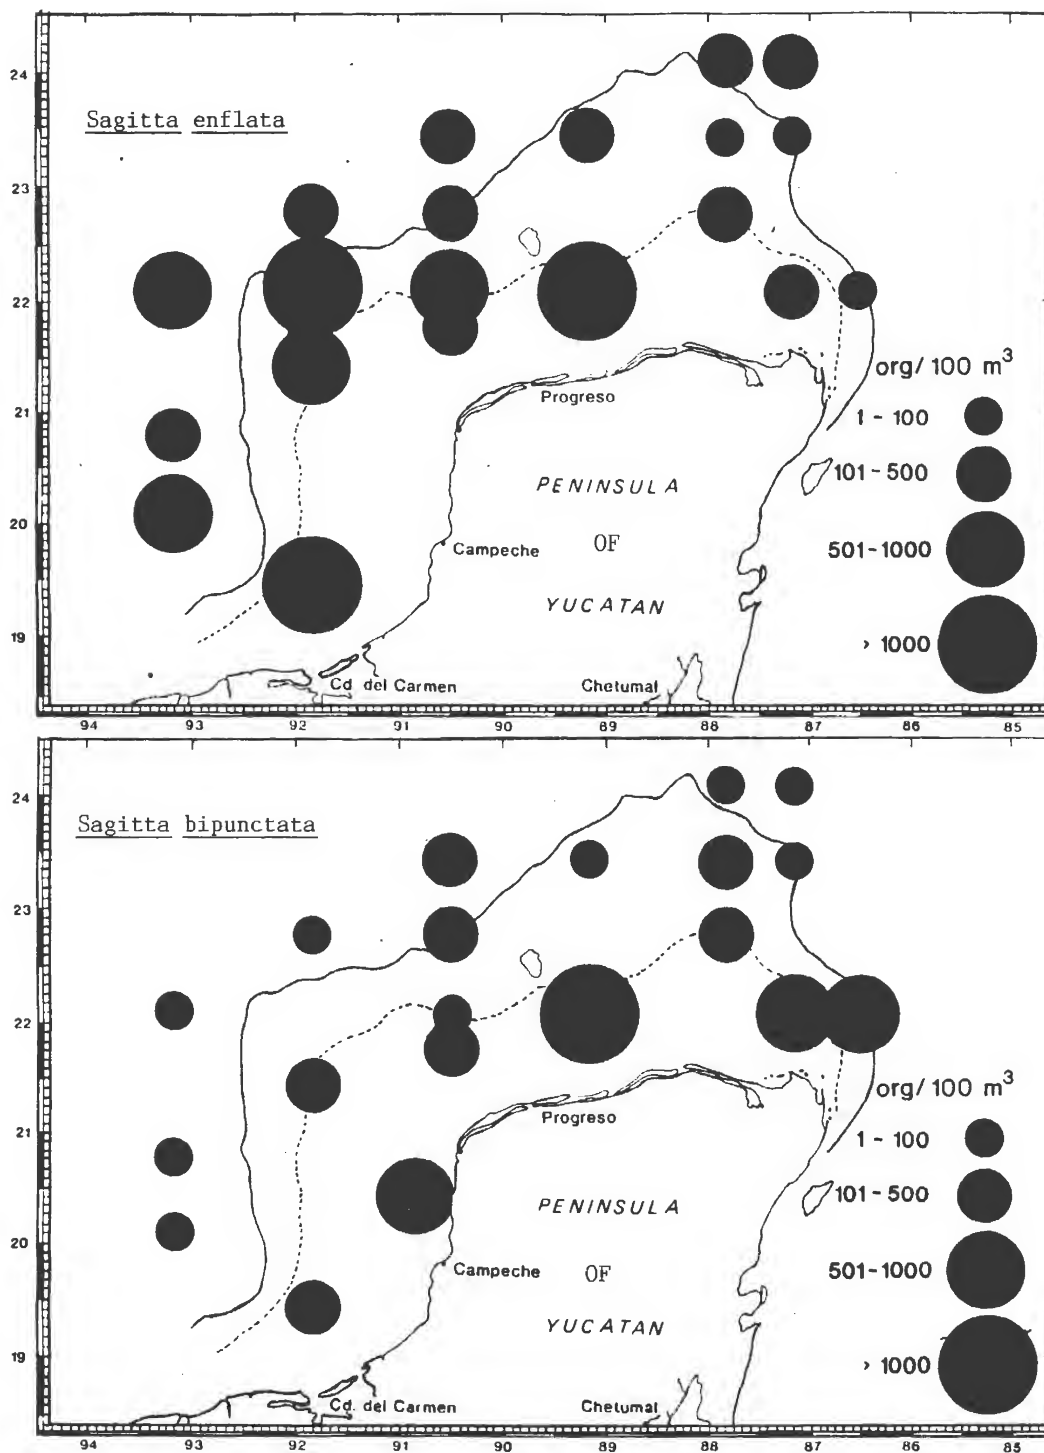 24
Sagitta enflata
23
22
org/100 m³
21
Progreso
1 - 100
PENINSULA
101-500
20
Campeche
OF
501-1000
YUCATAN
19
> 1000
Cd. del Carmen
Chetumal
94 93 92 91 90 89 88 87 86 85
24
Sagitta bipunctata
23
22
org/100 m³
21
Progreso
1 - 100
PENINSULA
101-500
20
Campeche
OF
501-1000
YUCATAN
19
> 1000
Cd. del Carmen
Chetumal
94 93 92 91 90 89 88 87 86 85